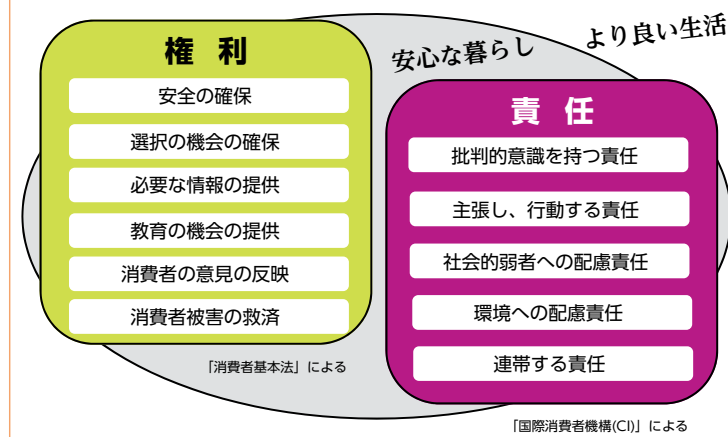 安心な暮らし
より良い生活
権利
安全の確保
選択の機会の確保
必要な情報の提供
教育の機会の提供
消費者の意見の反映
消費者被害の救済
「消費者基本法」による
責任
批判的意識を持つ責任
主張し、行動する責任
社会的弱者への配慮責任
環境への配慮責任
連帯する責任
「国際消費者機構(CI)」による